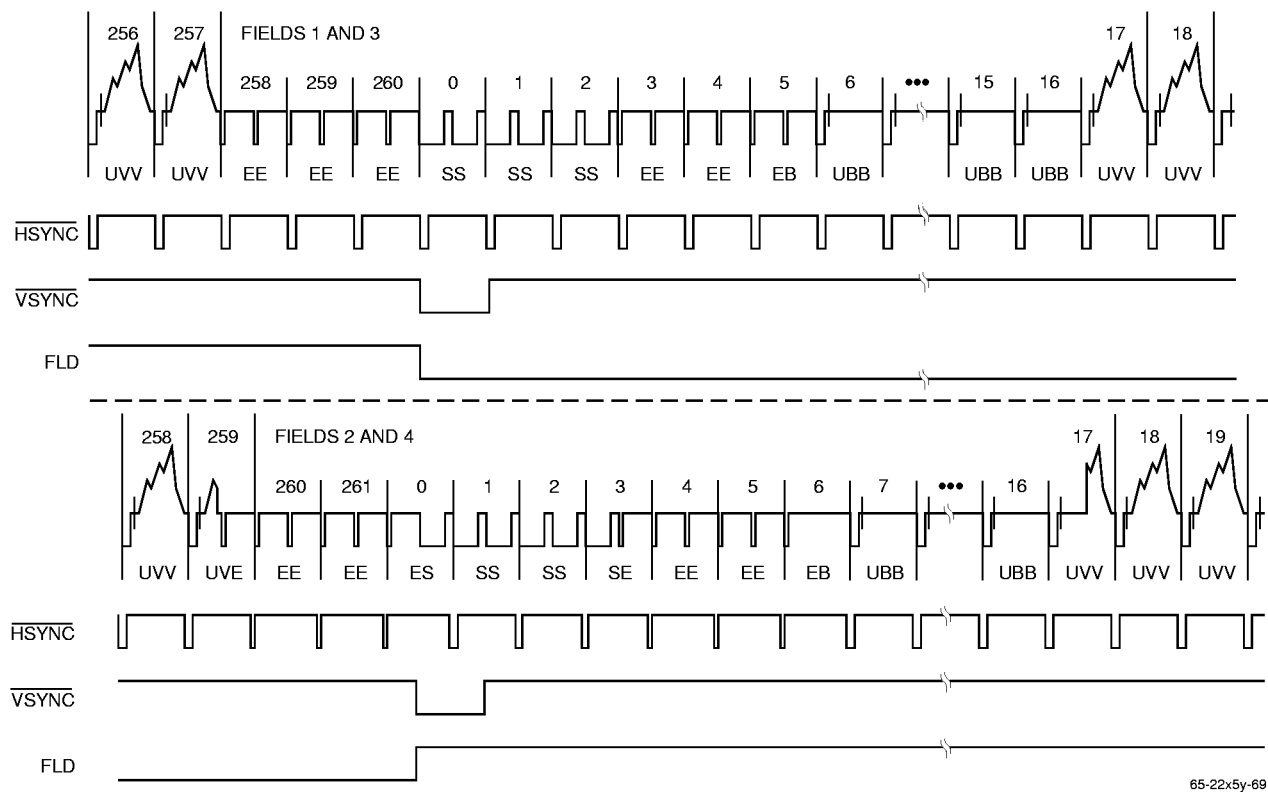 256 257 FIELDS 1 AND 3 17 18
258 259 260 0 1 2 3 4 5 6 ••• 15 16
UVV UVV EE EE EE SS SS SS EE EE EB UBB UBB UBB UVV UVV
HSYNC
VSYNC
FLD
258 259 FIELDS 2 AND 4 17 18 19
260 261 0 1 2 3 4 5 6 7 ••• 16
UVV UVE EE EE ES SS SS SE EE EE EB UBB UBB UVV UVV UVV
HSYNC
VSYNC
FLD
65-22x5y-69